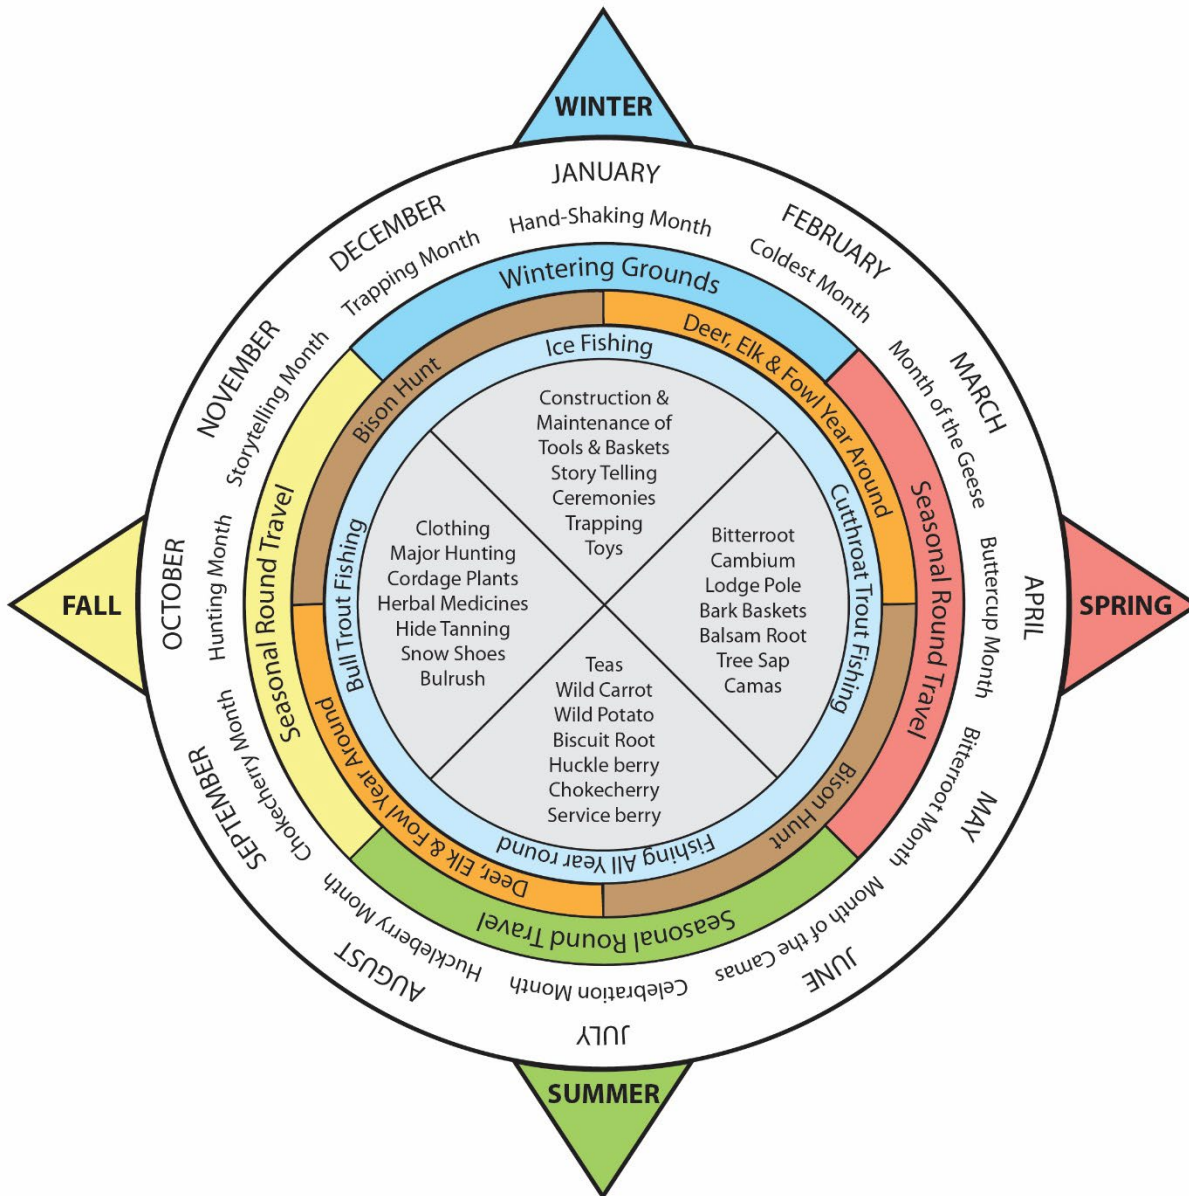 WINTER
SPRING
SUMMER
FALL
JANUARY
FEBRUARY
MARCH
APRIL
MAY
JUNE
JULY
AUGUST
SEPTEMBER
OCTOBER
NOVEMBER
DECEMBER
Hand-Shaking Month
Coldest Month
Month of the Geese
Buttercup Month
Bitterroot Month
Month of the Camas
Celebration Month
Huckleberry Month
Chokecherry Month
Hunting Month
Storytelling Month
Trapping Month
Wintering Grounds
Seasonal Round Travel
Seasonal Round Travel
Seasonal Round Travel
Deer, Elk & Fowl Year Around
Bison Hunt
Deer, Elk & Fowl Year Around
Bison Hunt
Ice Fishing
Cutthroat Trout Fishing
Fishing All Year round
Bull Trout Fishing
Construction &
Maintenance of
Tools & Baskets
Story Telling
Ceremonies
Trapping
Toys
Bitterroot
Cambium
Lodge Pole
Bark Baskets
Balsam Root
Tree Sap
Camas
Teas
Wild Carrot
Wild Potato
Biscuit Root
Huckle berry
Chokecherry
Service berry
Clothing
Major Hunting
Cordage Plants
Herbal Medicines
Hide Tanning
Snow Shoes
Bulrush